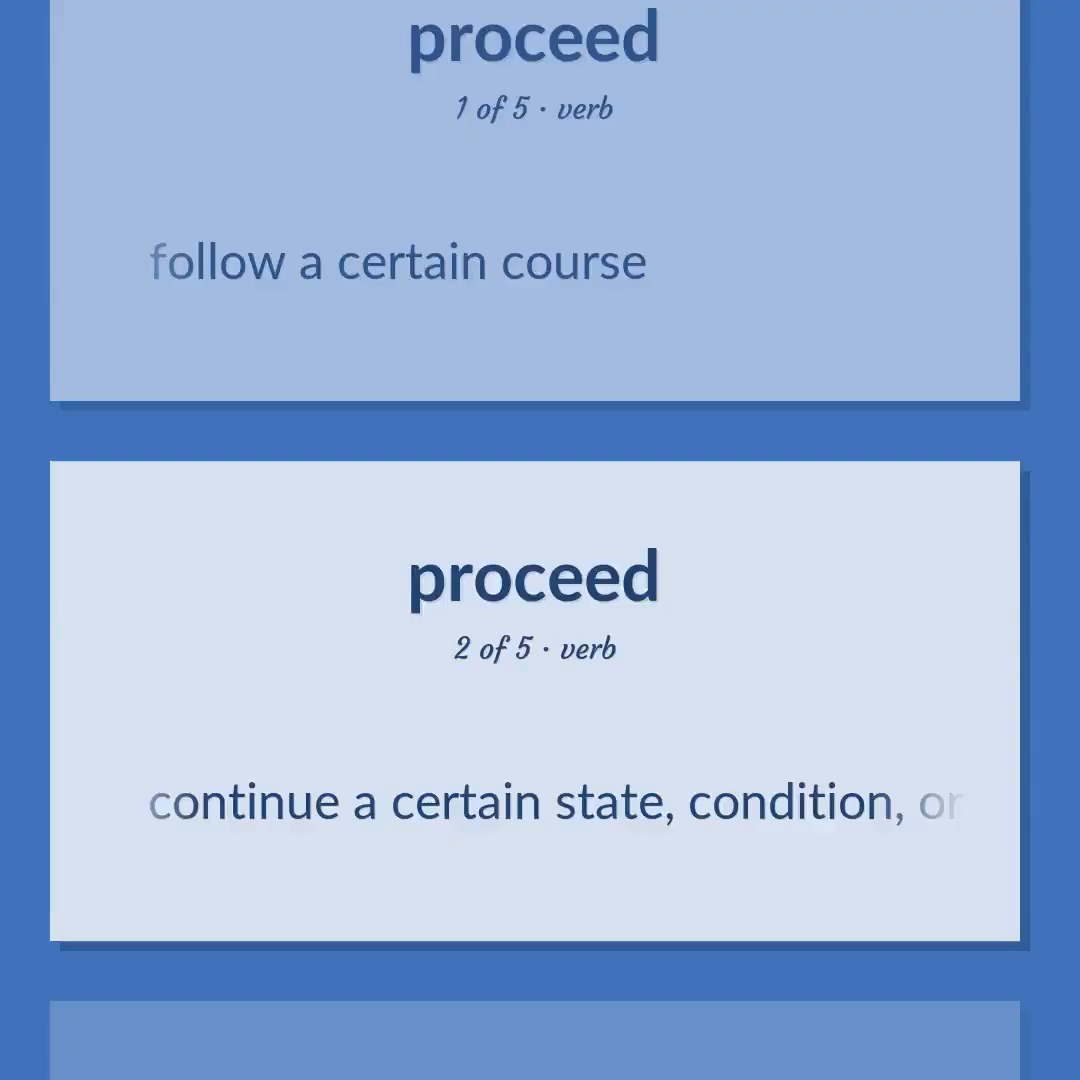 proceed
1 of 5 · verb
follow a certain course
proceed
2 of 5 · verb
continue a certain state, condition, or